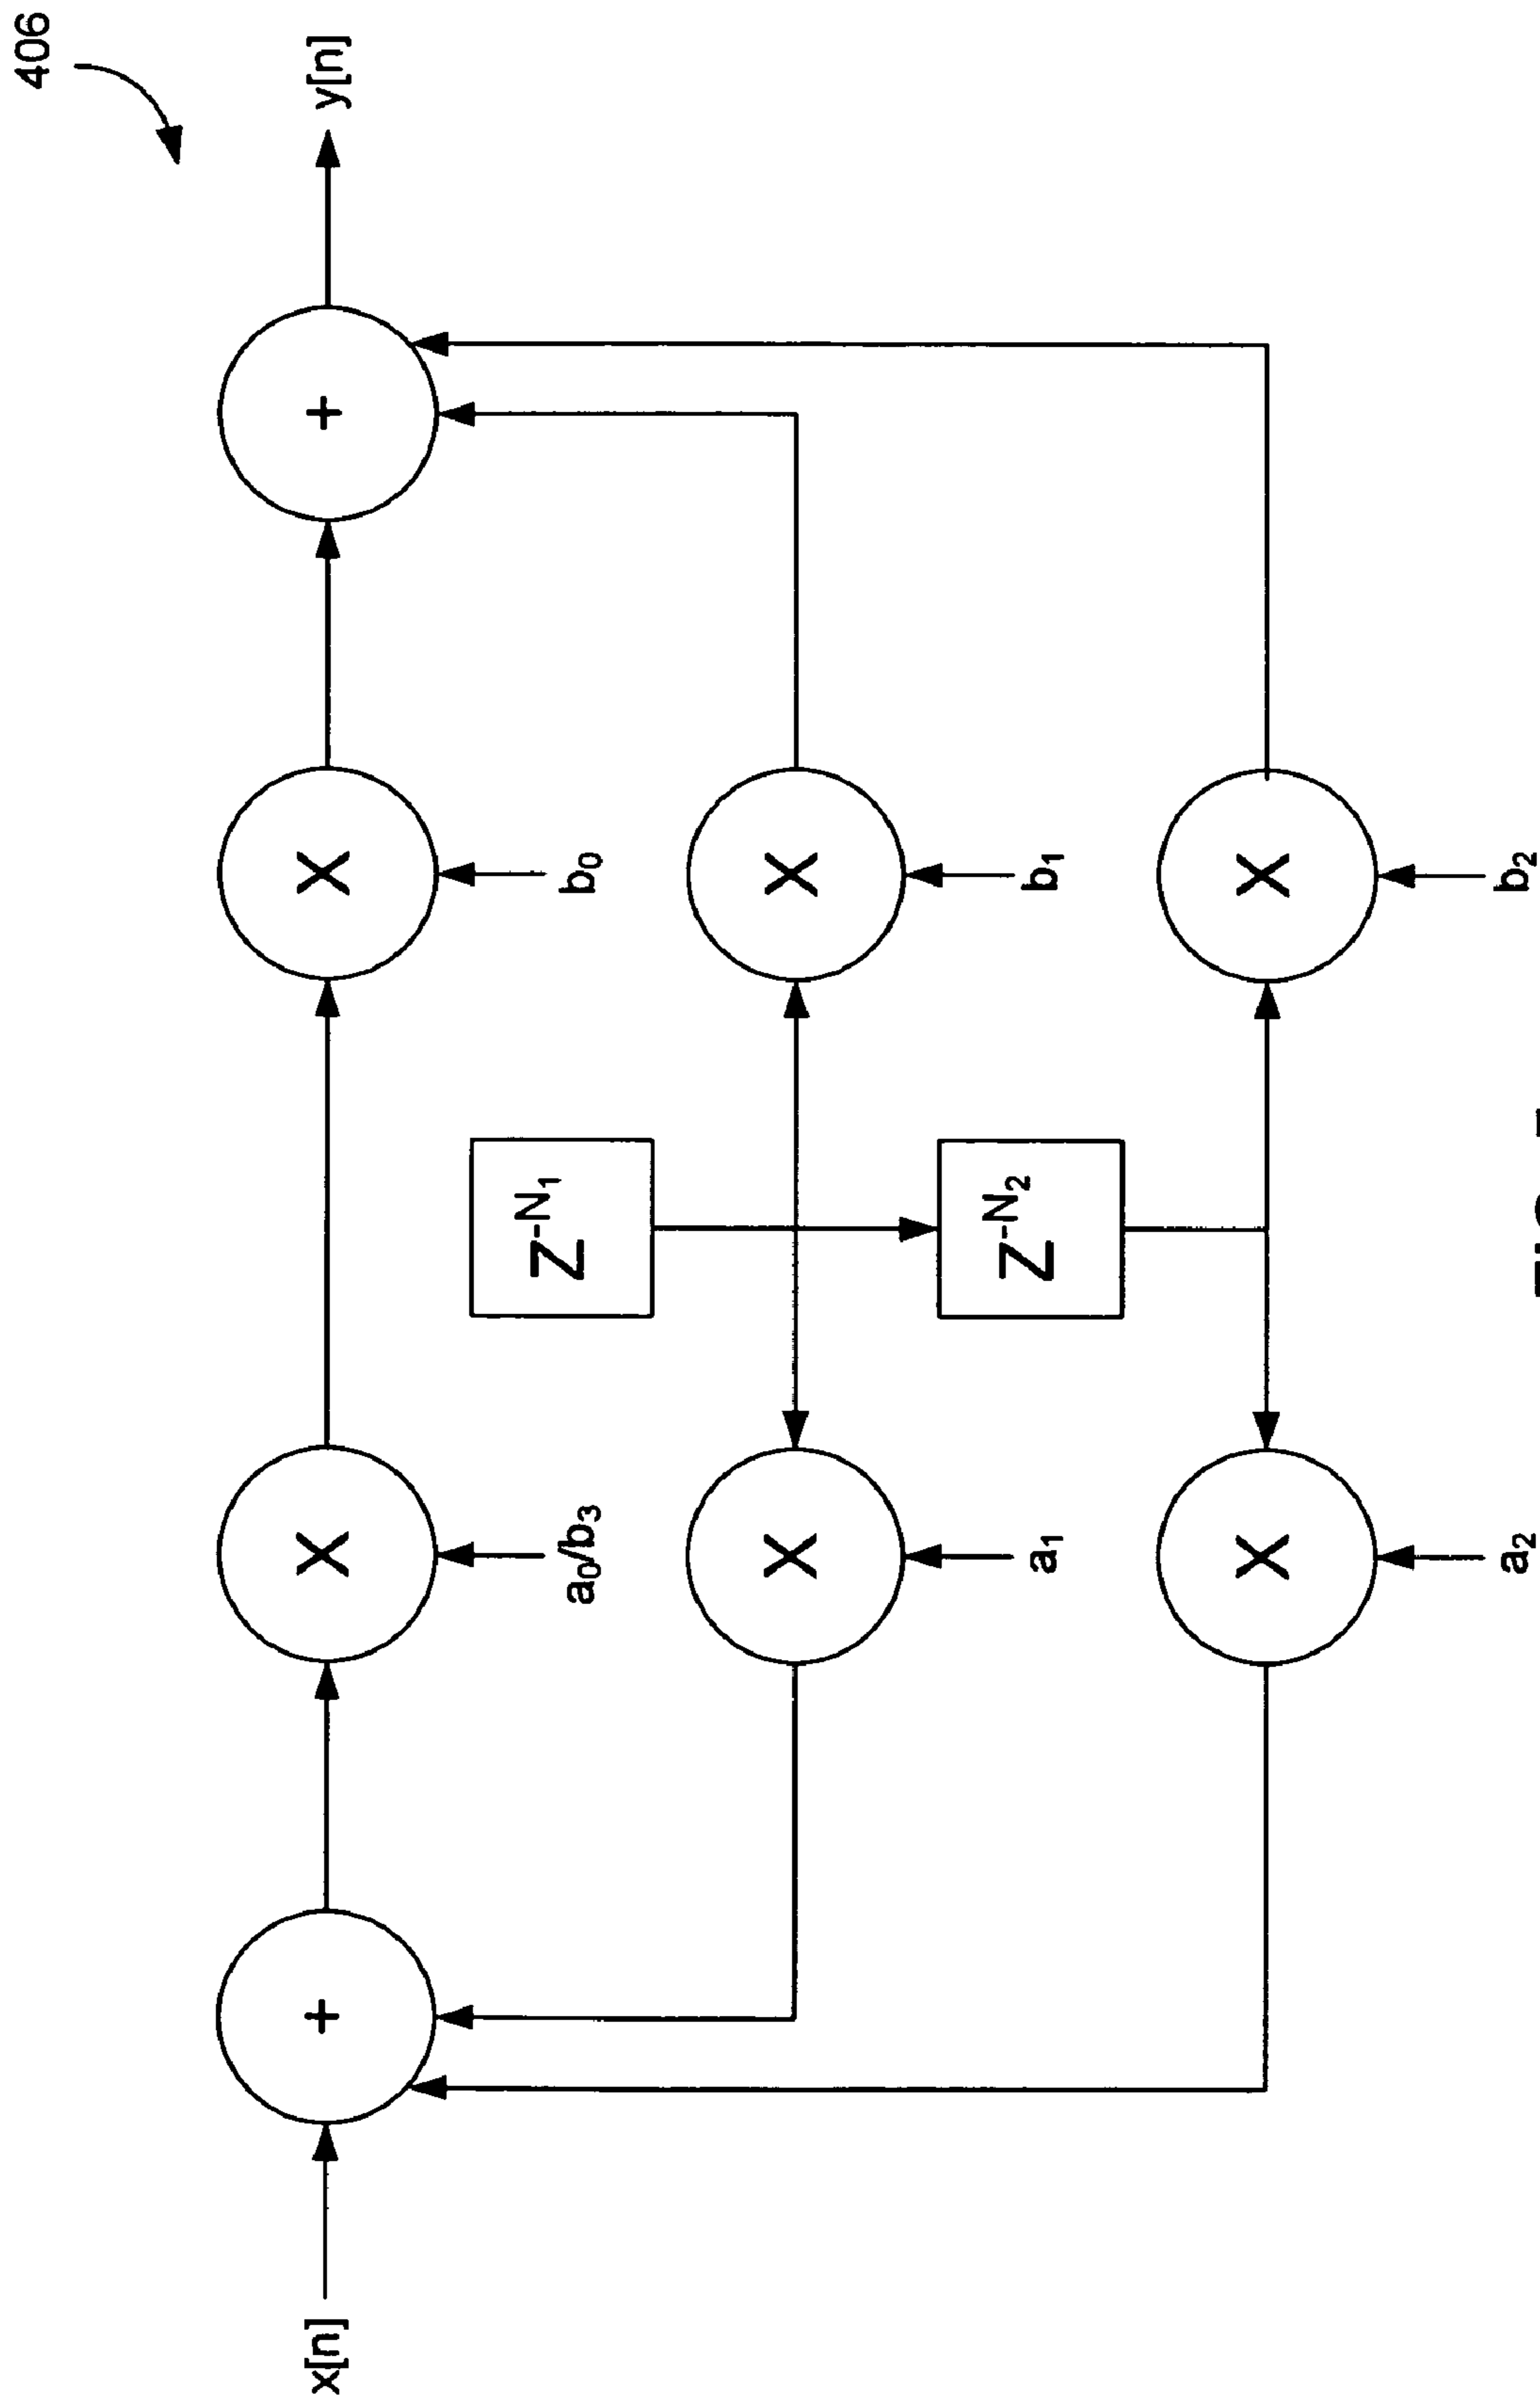 406
x[n]
+
X
a₀/b₃
X
b₀
+
y[n]
Z⁻ᴺ₁
X
a₁
X
b₁
Z⁻ᴺ₂
X
a₂
X
b₂